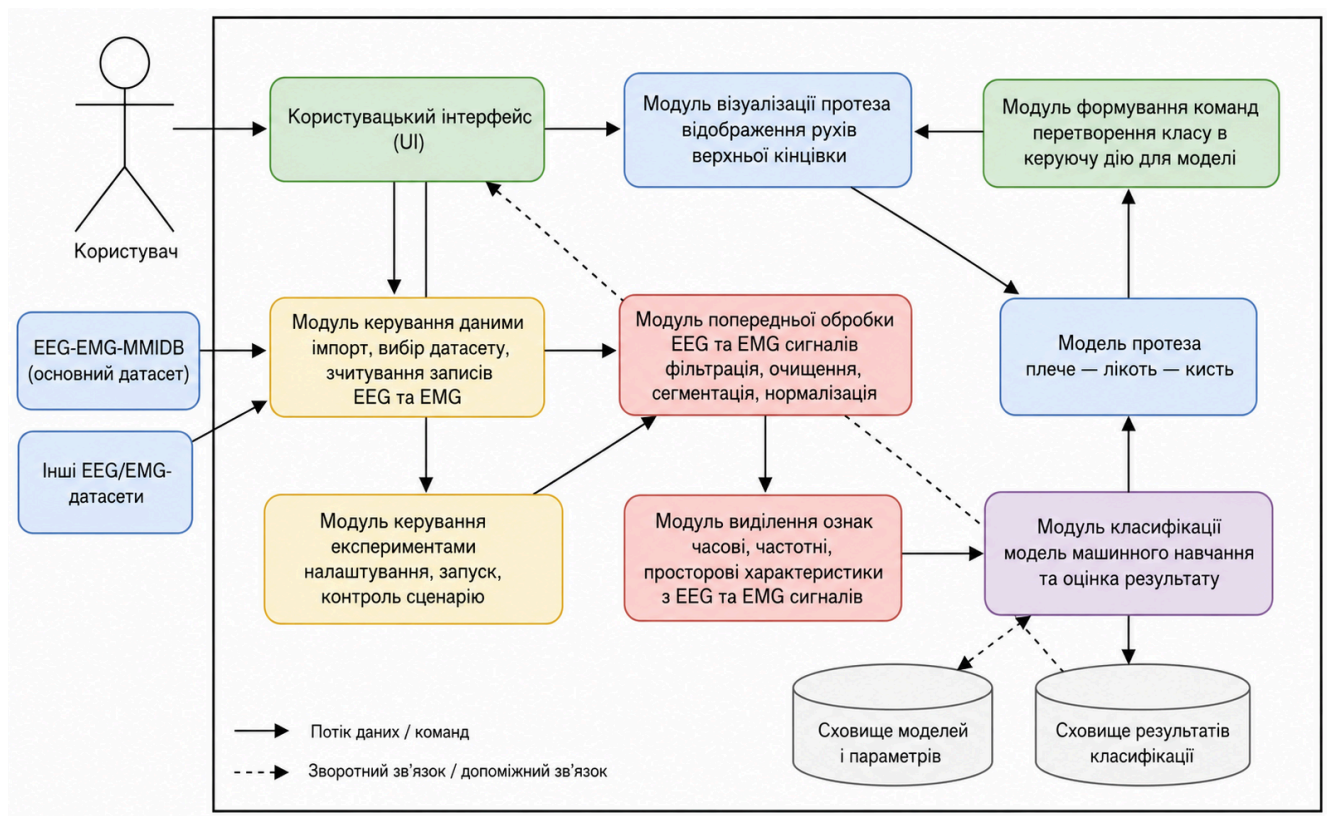 Користувацький інтерфейс
(UI)
Модуль візуалізації протеза
відображення рухів
верхньої кінцівки
Модуль формування команд
перетворення класу в
керуючу дію для моделі
Користувач
EEG-EMG-MMIDB
(основний датасет)
Модуль керування даними
імпорт, вибір датасету,
зчитування записів
EEG та EMG
Модуль попередньої обробки
EEG та EMG сигналів
фільтрація, очищення,
сегментація, нормалізація
Модель протеза
плече — лікоть — кисть
Інші EEG/EMG-
датасети
Модуль керування
експериментами
налаштування, запуск,
контроль сценарію
Модуль виділення ознак
часові, частотні,
просторові характеристики
з EEG та EMG сигналів
Модуль класифікації
модель машинного навчання
та оцінка результату
Сховище моделей
і параметрів
Сховище результатів
класифікації
Потік даних / команд
Зворотний зв'язок / допоміжний зв'язок